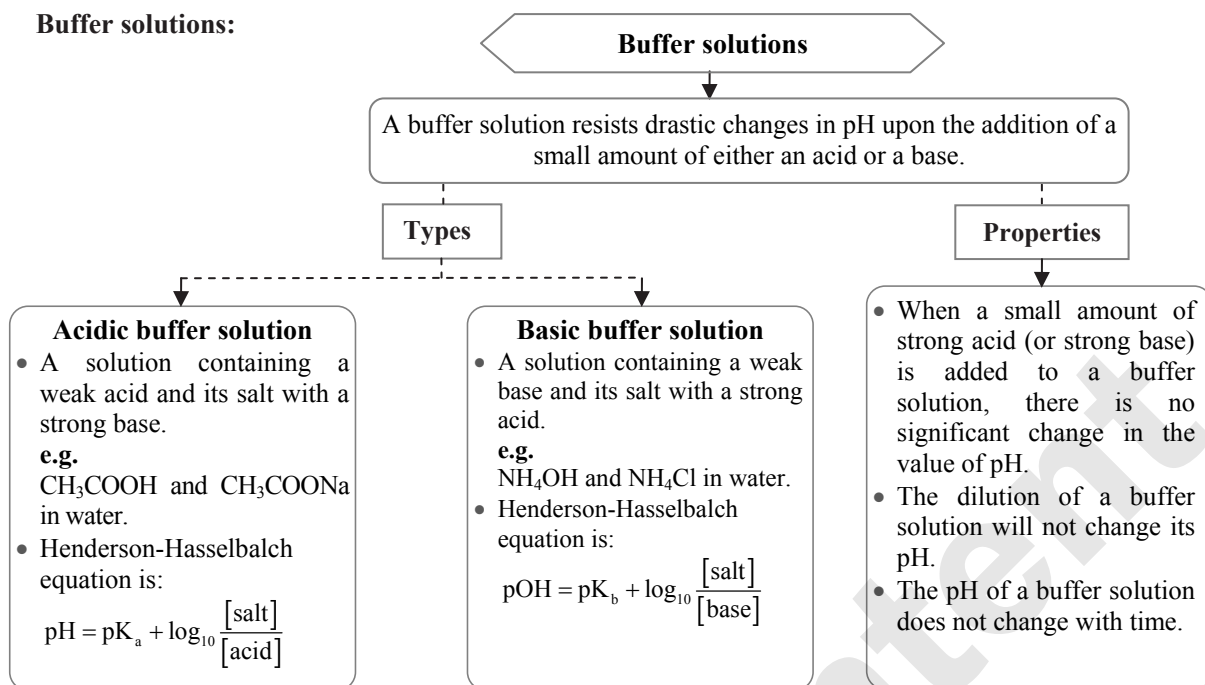 Buffer solutions:
Buffer solutions
A buffer solution resists drastic changes in pH upon the addition of a
small amount of either an acid or a base.
Types
Properties
Acidic buffer solution
• A solution containing a
weak acid and its salt with a
strong base.
e.g.
CH₃COOH and CH₃COONa
in water.
• Henderson-Hasselbalch
equation is:
pH = pKₐ + log₁₀ [salt]/[acid]
Basic buffer solution
• A solution containing a weak
base and its salt with a strong
acid.
e.g.
NH₄OH and NH₄Cl in water.
• Henderson-Hasselbalch
equation is:
pOH = pK_b + log₁₀ [salt]/[base]
• When a small amount of
strong acid (or strong base)
is added to a buffer
solution, there is no
significant change in the
value of pH.
• The dilution of a buffer
solution will not change its
pH.
• The pH of a buffer solution
does not change with time.
tent